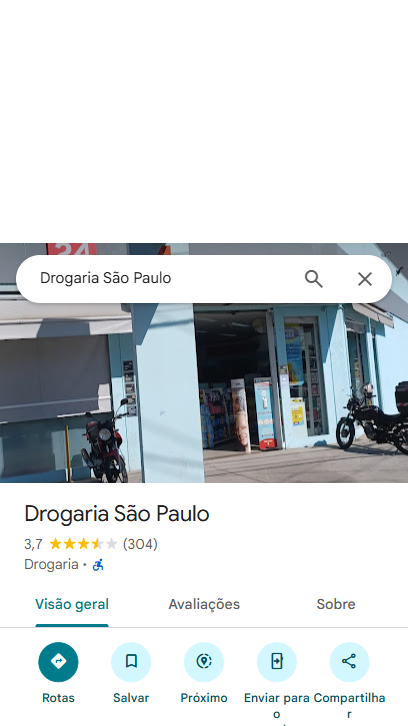 24
Drogaria São Paulo
Drogaria São Paulo
3,7 (304)
Drogaria ·
Visão geral Avaliações Sobre
Rotas Salvar Próximo Enviar para o Compartilhar